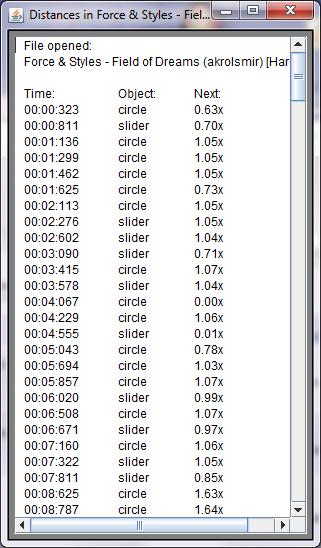 Distances in Force & Styles - Fiel...
File opened:
Force & Styles - Field of Dreams (akrolsmir) [Har
Time: Object: Next:
00:00:323 circle 0.63x
00:00:811 slider 0.70x
00:01:136 circle 1.05x
00:01:299 circle 1.05x
00:01:462 circle 1.05x
00:01:625 circle 0.73x
00:02:113 slider 1.05x
00:02:276 slider 1.05x
00:02:602 slider 1.04x
00:03:090 slider 0.71x
00:03:415 circle 1.07x
00:03:578 slider 1.04x
00:04:067 circle 0.00x
00:04:229 circle 1.06x
00:04:555 slider 0.01x
00:05:043 circle 0.78x
00:05:694 circle 1.03x
00:05:857 circle 1.07x
00:06:020 slider 0.99x
00:06:508 circle 1.07x
00:06:671 slider 0.97x
00:07:160 circle 1.06x
00:07:322 slider 1.05x
00:07:811 slider 0.85x
00:08:625 circle 1.63x
00:08:787 slider 1.64x